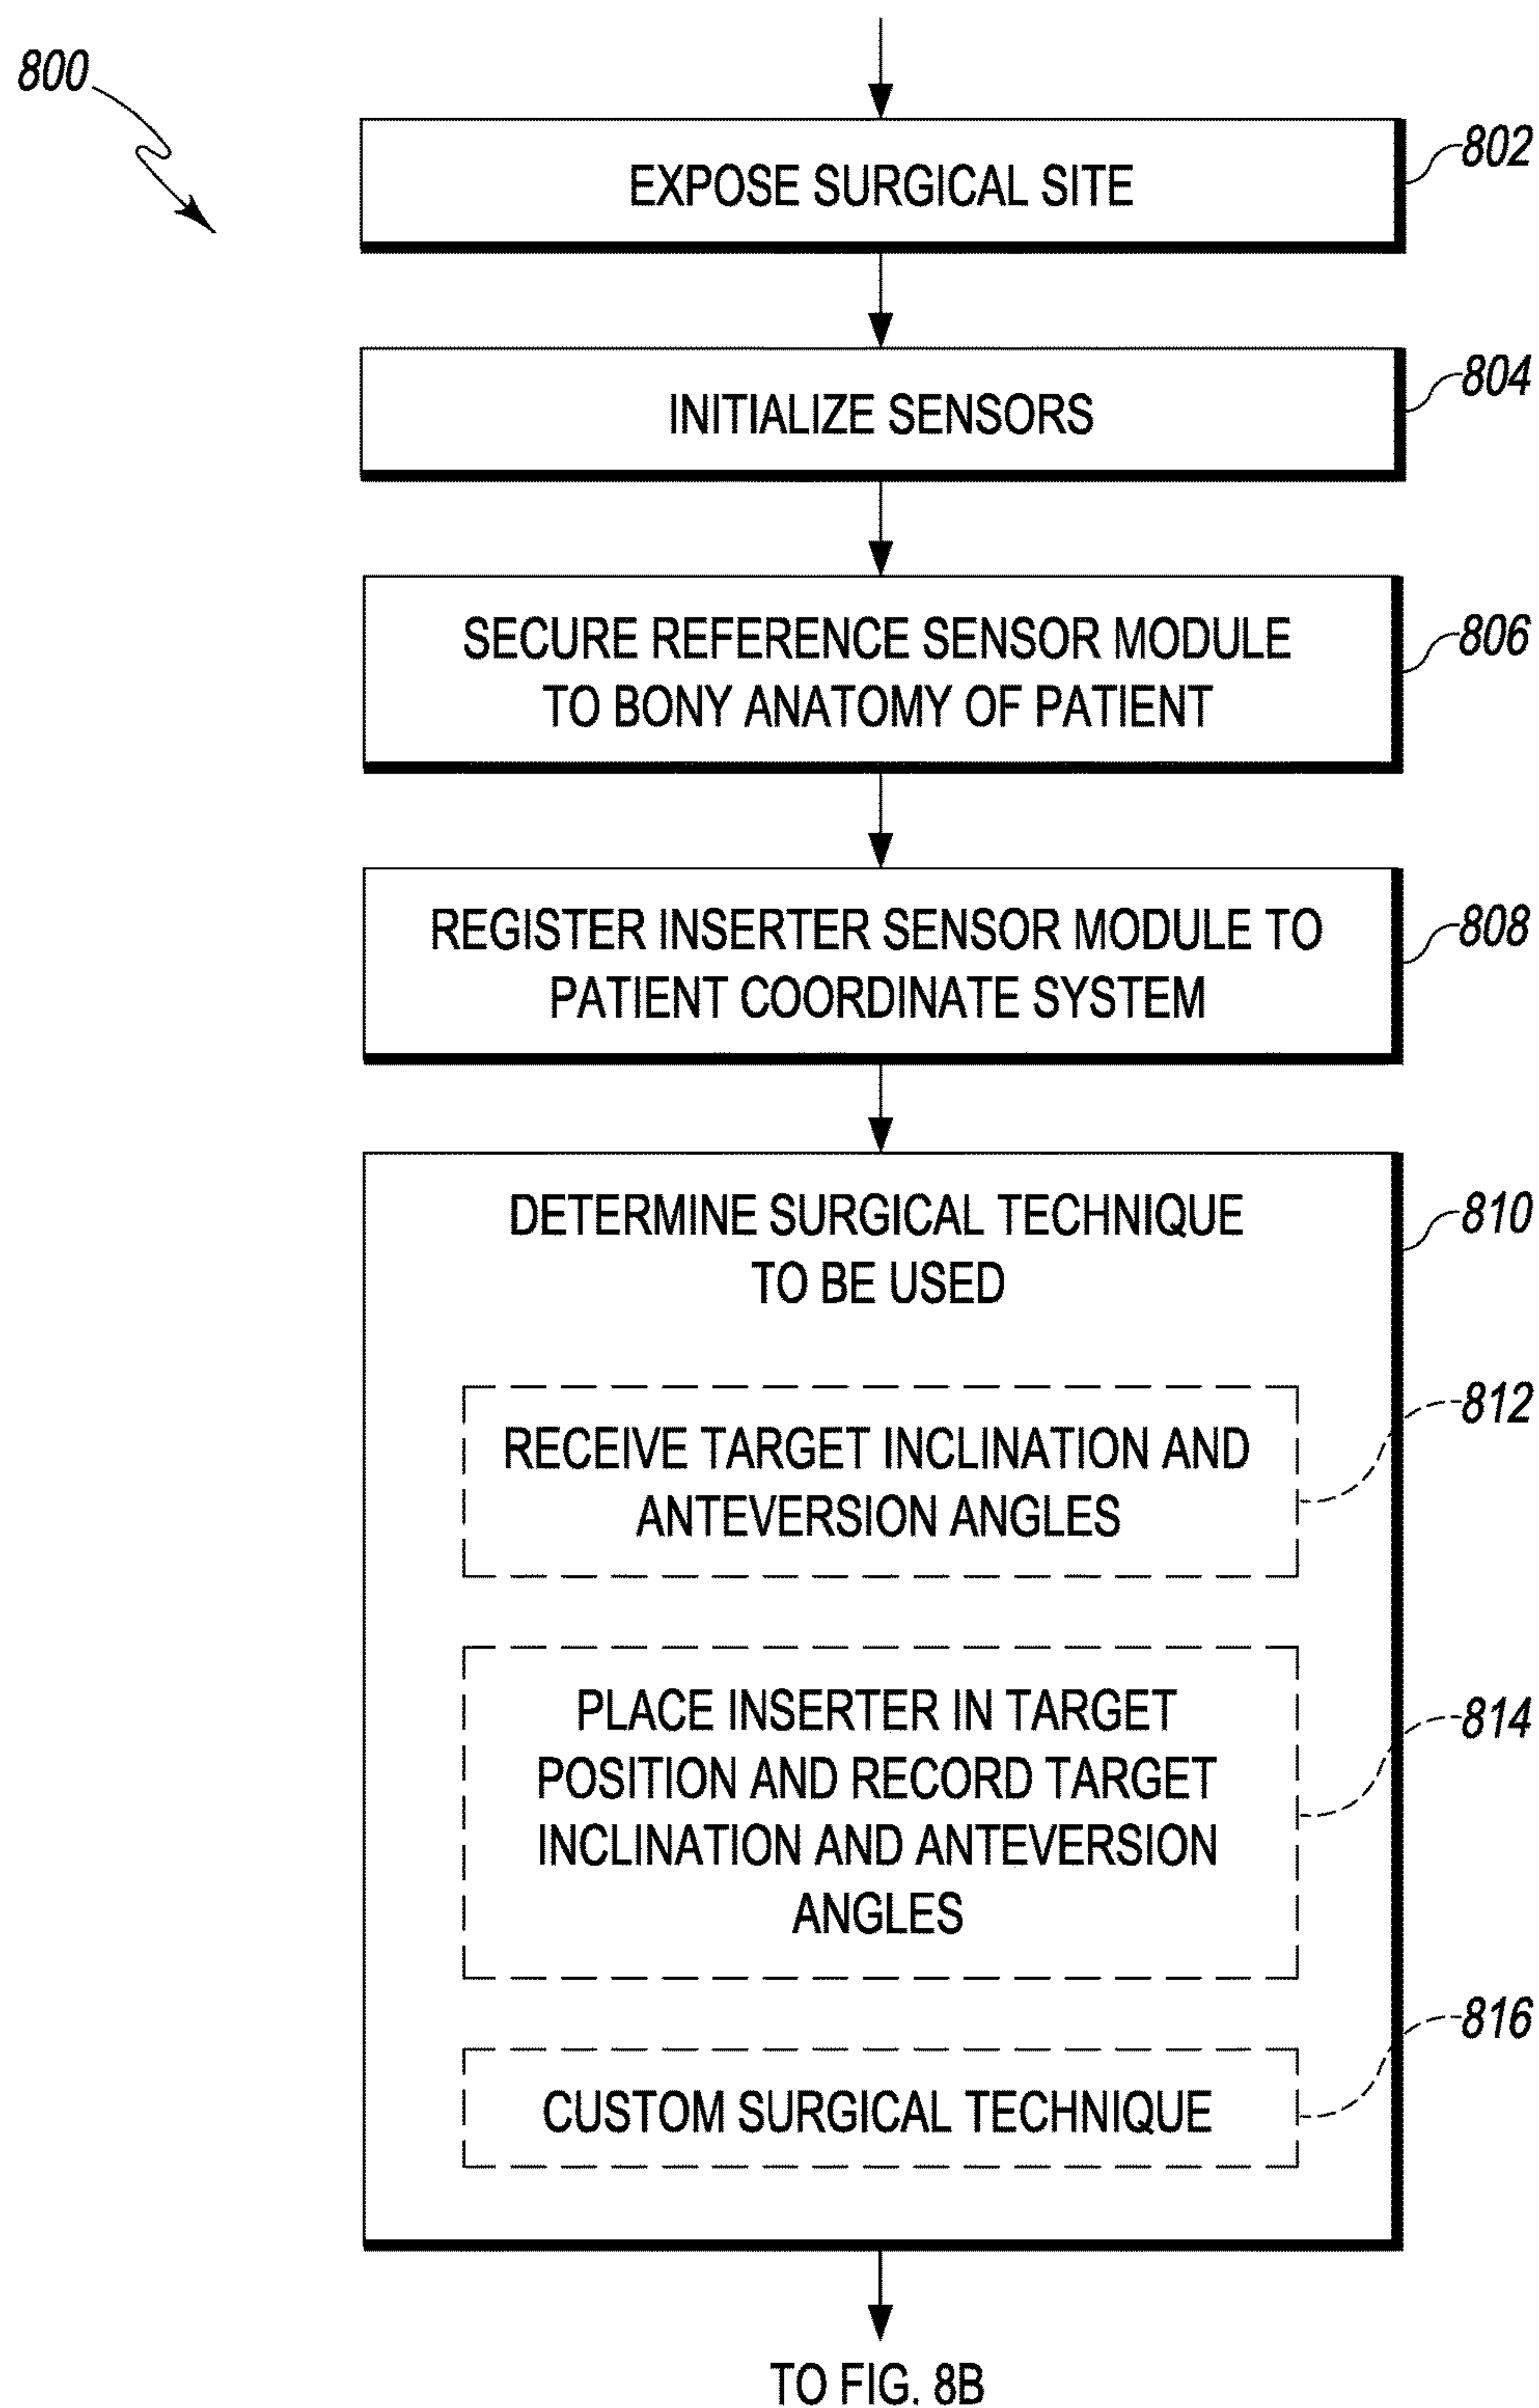 800
EXPOSE SURGICAL SITE
802
INITIALIZE SENSORS
804
SECURE REFERENCE SENSOR MODULE
TO BONY ANATOMY OF PATIENT
806
REGISTER INSERTER SENSOR MODULE TO
PATIENT COORDINATE SYSTEM
808
DETERMINE SURGICAL TECHNIQUE
TO BE USED
810
RECEIVE TARGET INCLINATION AND
ANTEVERSION ANGLES
812
PLACE INSERTER IN TARGET
POSITION AND RECORD TARGET
INCLINATION AND ANTEVERSION
ANGLES
814
CUSTOM SURGICAL TECHNIQUE
816
TO FIG. 8B